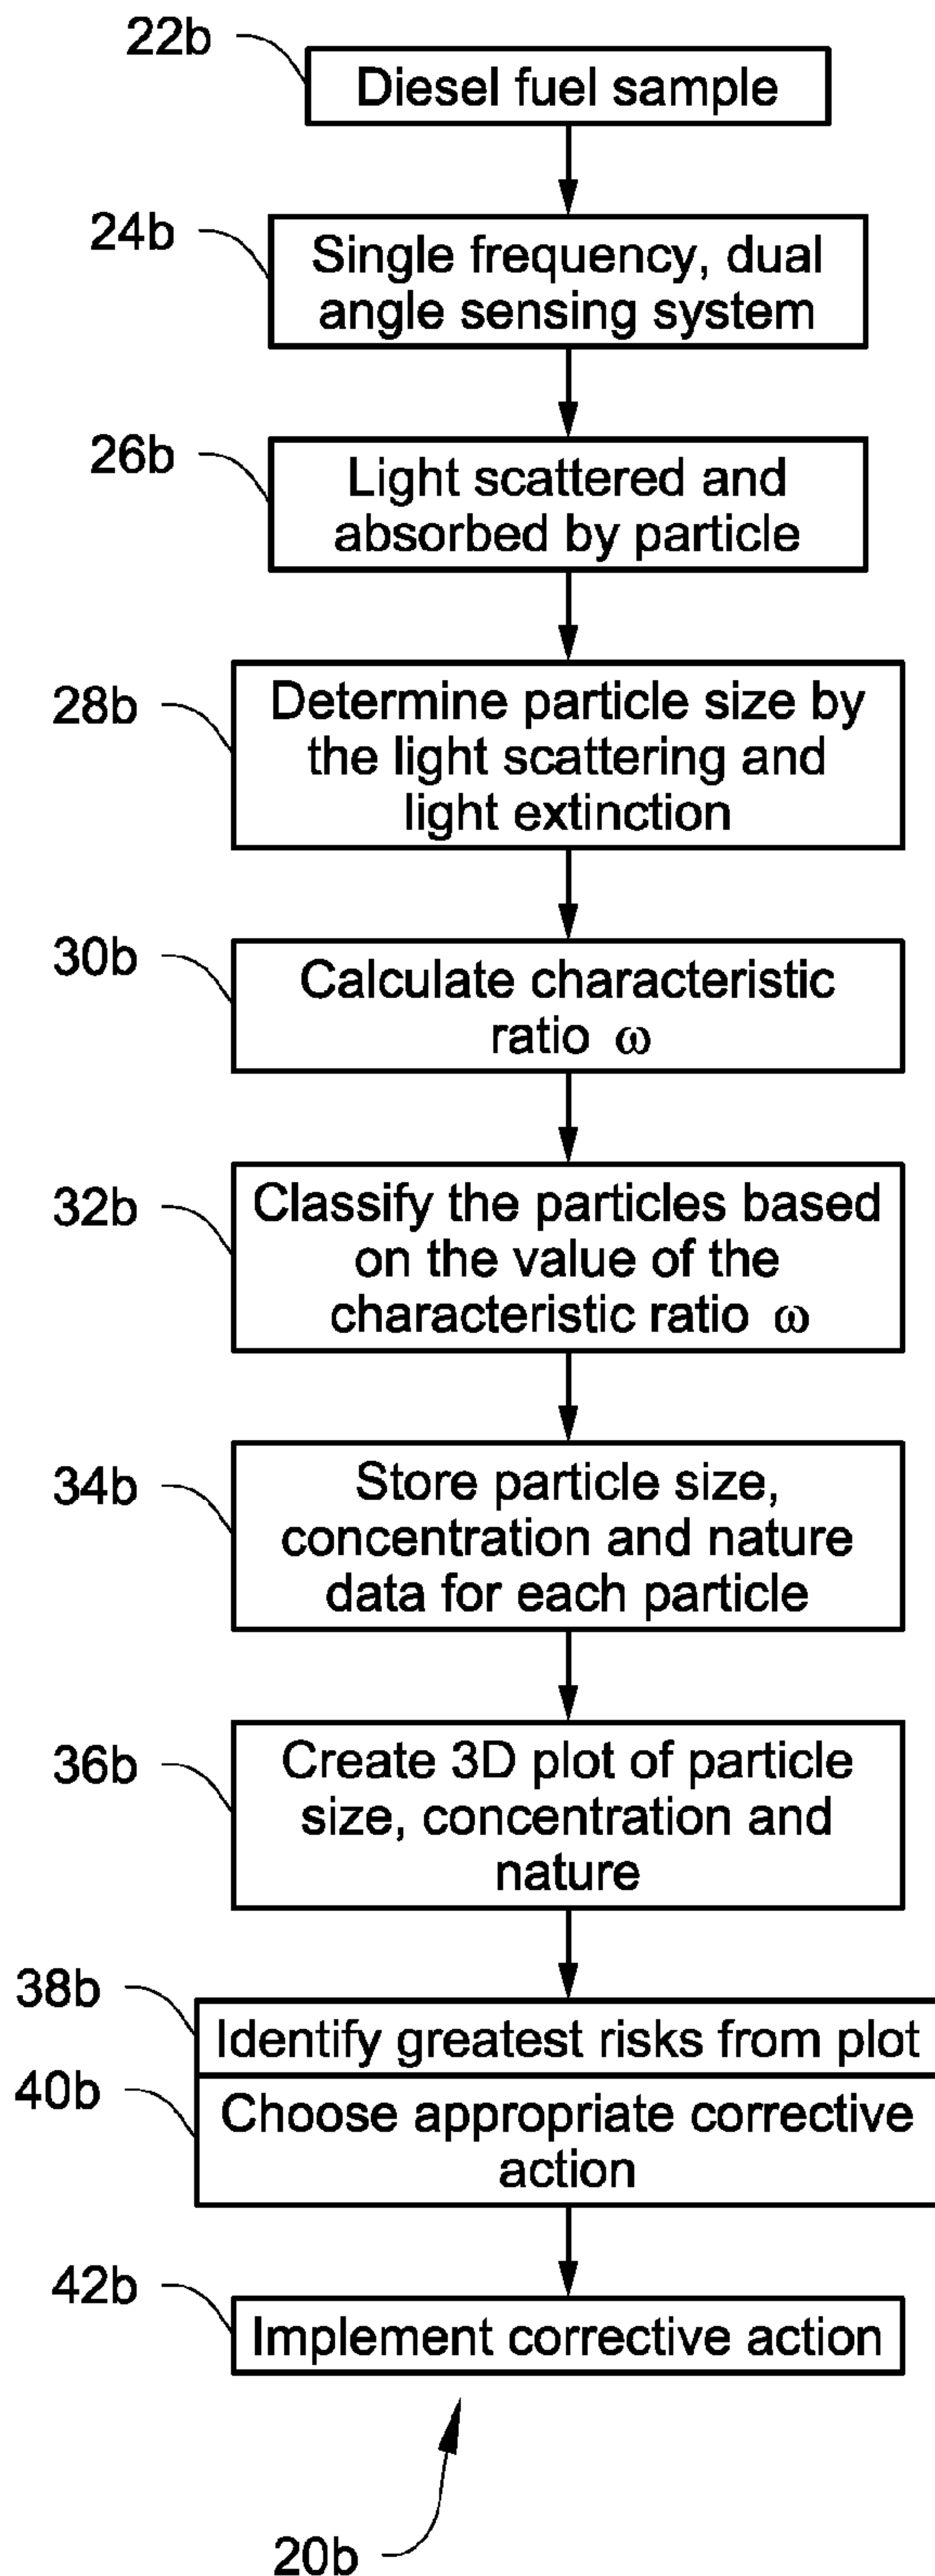 22b
Diesel fuel sample
24b
Single frequency, dual
angle sensing system
26b
Light scattered and
absorbed by particle
28b
Determine particle size by
the light scattering and
light extinction
30b
Calculate characteristic
ratio ω
32b
Classify the particles based
on the value of the
characteristic ratio ω
34b
Store particle size,
concentration and nature
data for each particle
36b
Create 3D plot of particle
size, concentration and
nature
38b
Identify greatest risks from plot
40b
Choose appropriate corrective
action
42b
Implement corrective action
20b